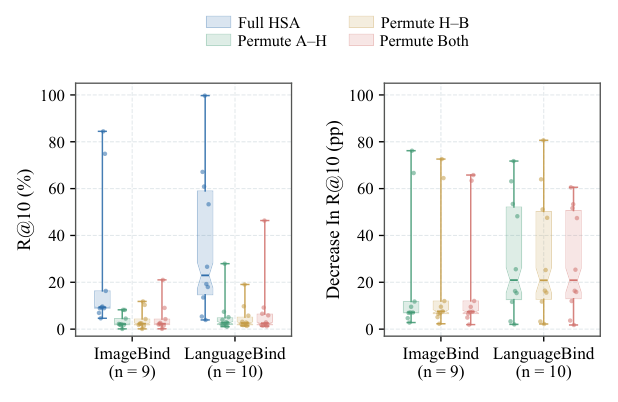 Full HSA
Permute A–H
Permute H–B
Permute Both
R@10 (%)
100
80
60
40
20
0
ImageBind
(n = 9)
LanguageBind
(n = 10)
Decrease In R@10 (pp)
100
80
60
40
20
0
ImageBind
(n = 9)
LanguageBind
(n = 10)